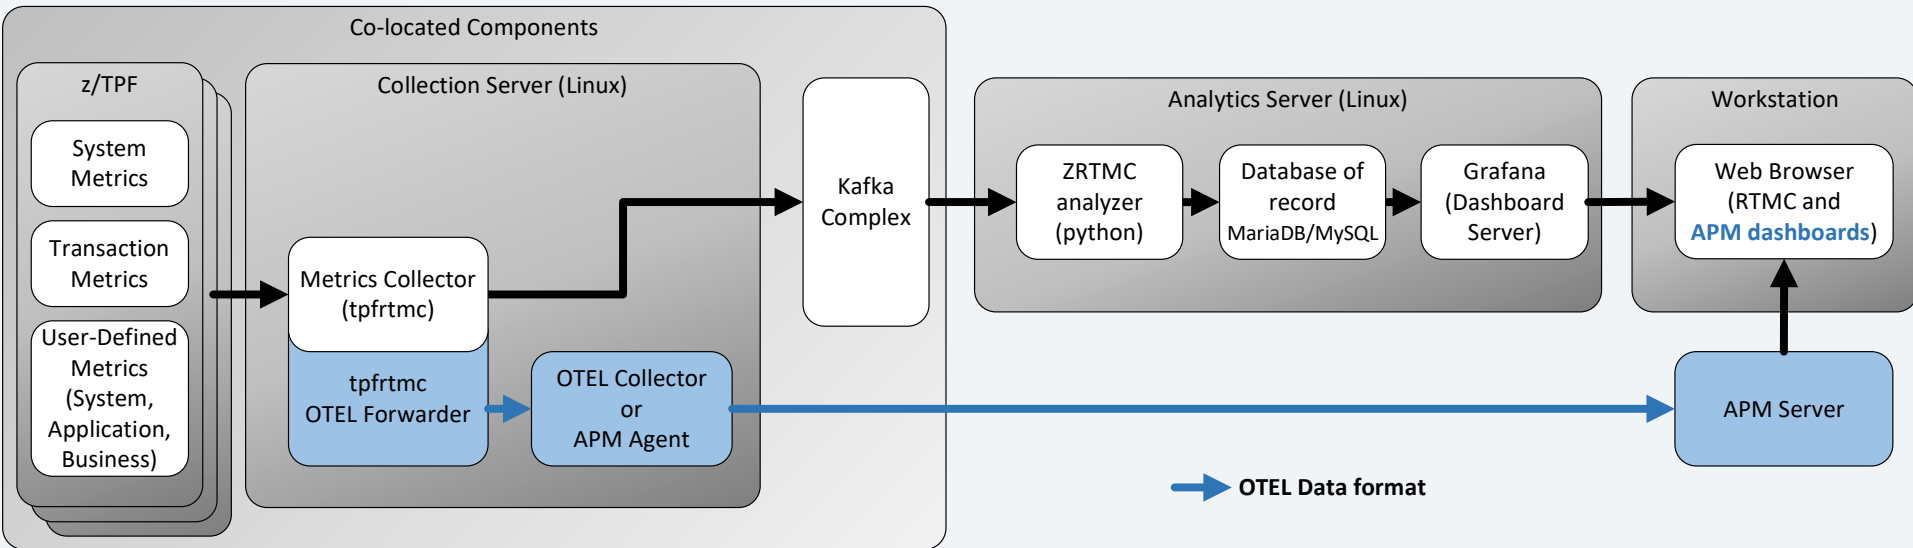 Co-located Components
z/TPF
System
Metrics
Transaction
Metrics
User-Defined
Metrics
(System,
Application,
Business)
Collection Server (Linux)
Metrics Collector
(tpfrtmc)
tpfrtmc
OTEL Forwarder
OTEL Collector
or
APM Agent
Kafka
Complex
Analytics Server (Linux)
ZRTMC
analyzer
(python)
Database of
record
MariaDB/MySQL
Grafana
(Dashboard
Server)
Workstation
Web Browser
(RTMC and
APM dashboards)
APM Server
OTEL Data format